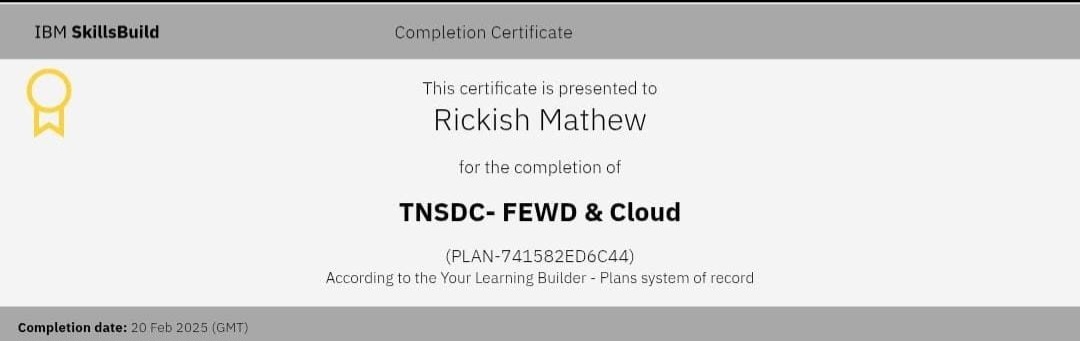 IBM SkillsBuild
Completion Certificate
This certificate is presented to
Rickish Mathew
for the completion of
TNSDC- FEWD & Cloud
(PLAN-741582ED6C44)
According to the Your Learning Builder - Plans system of record
Completion date: 20 Feb 2025 (GMT)